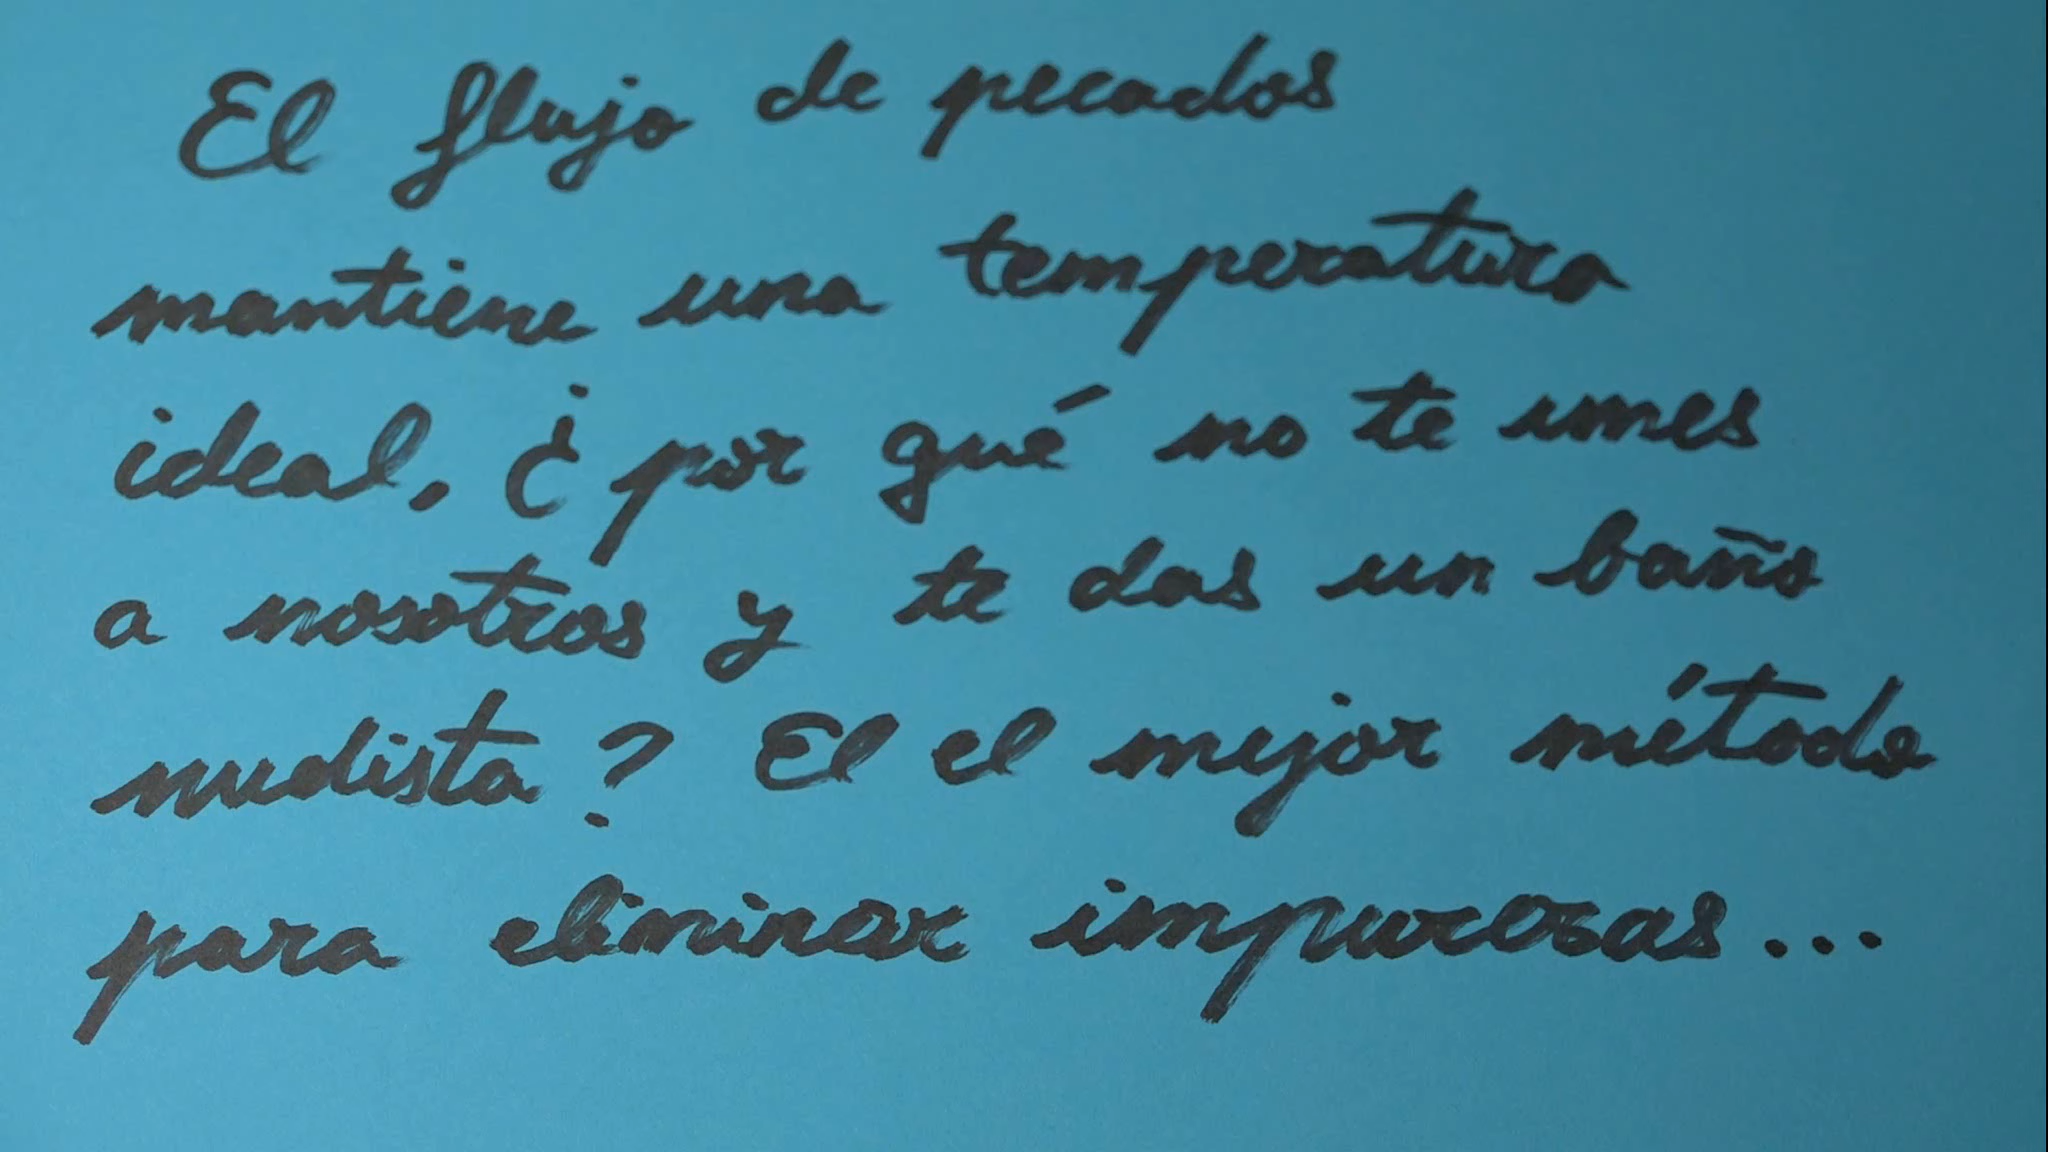 El flujo de pecados
mantiene una temperatura
ideal, ¿por qué no te unes
a nosotros y te das un baño
nudista? El el mejor método
para eliminar impurezas...